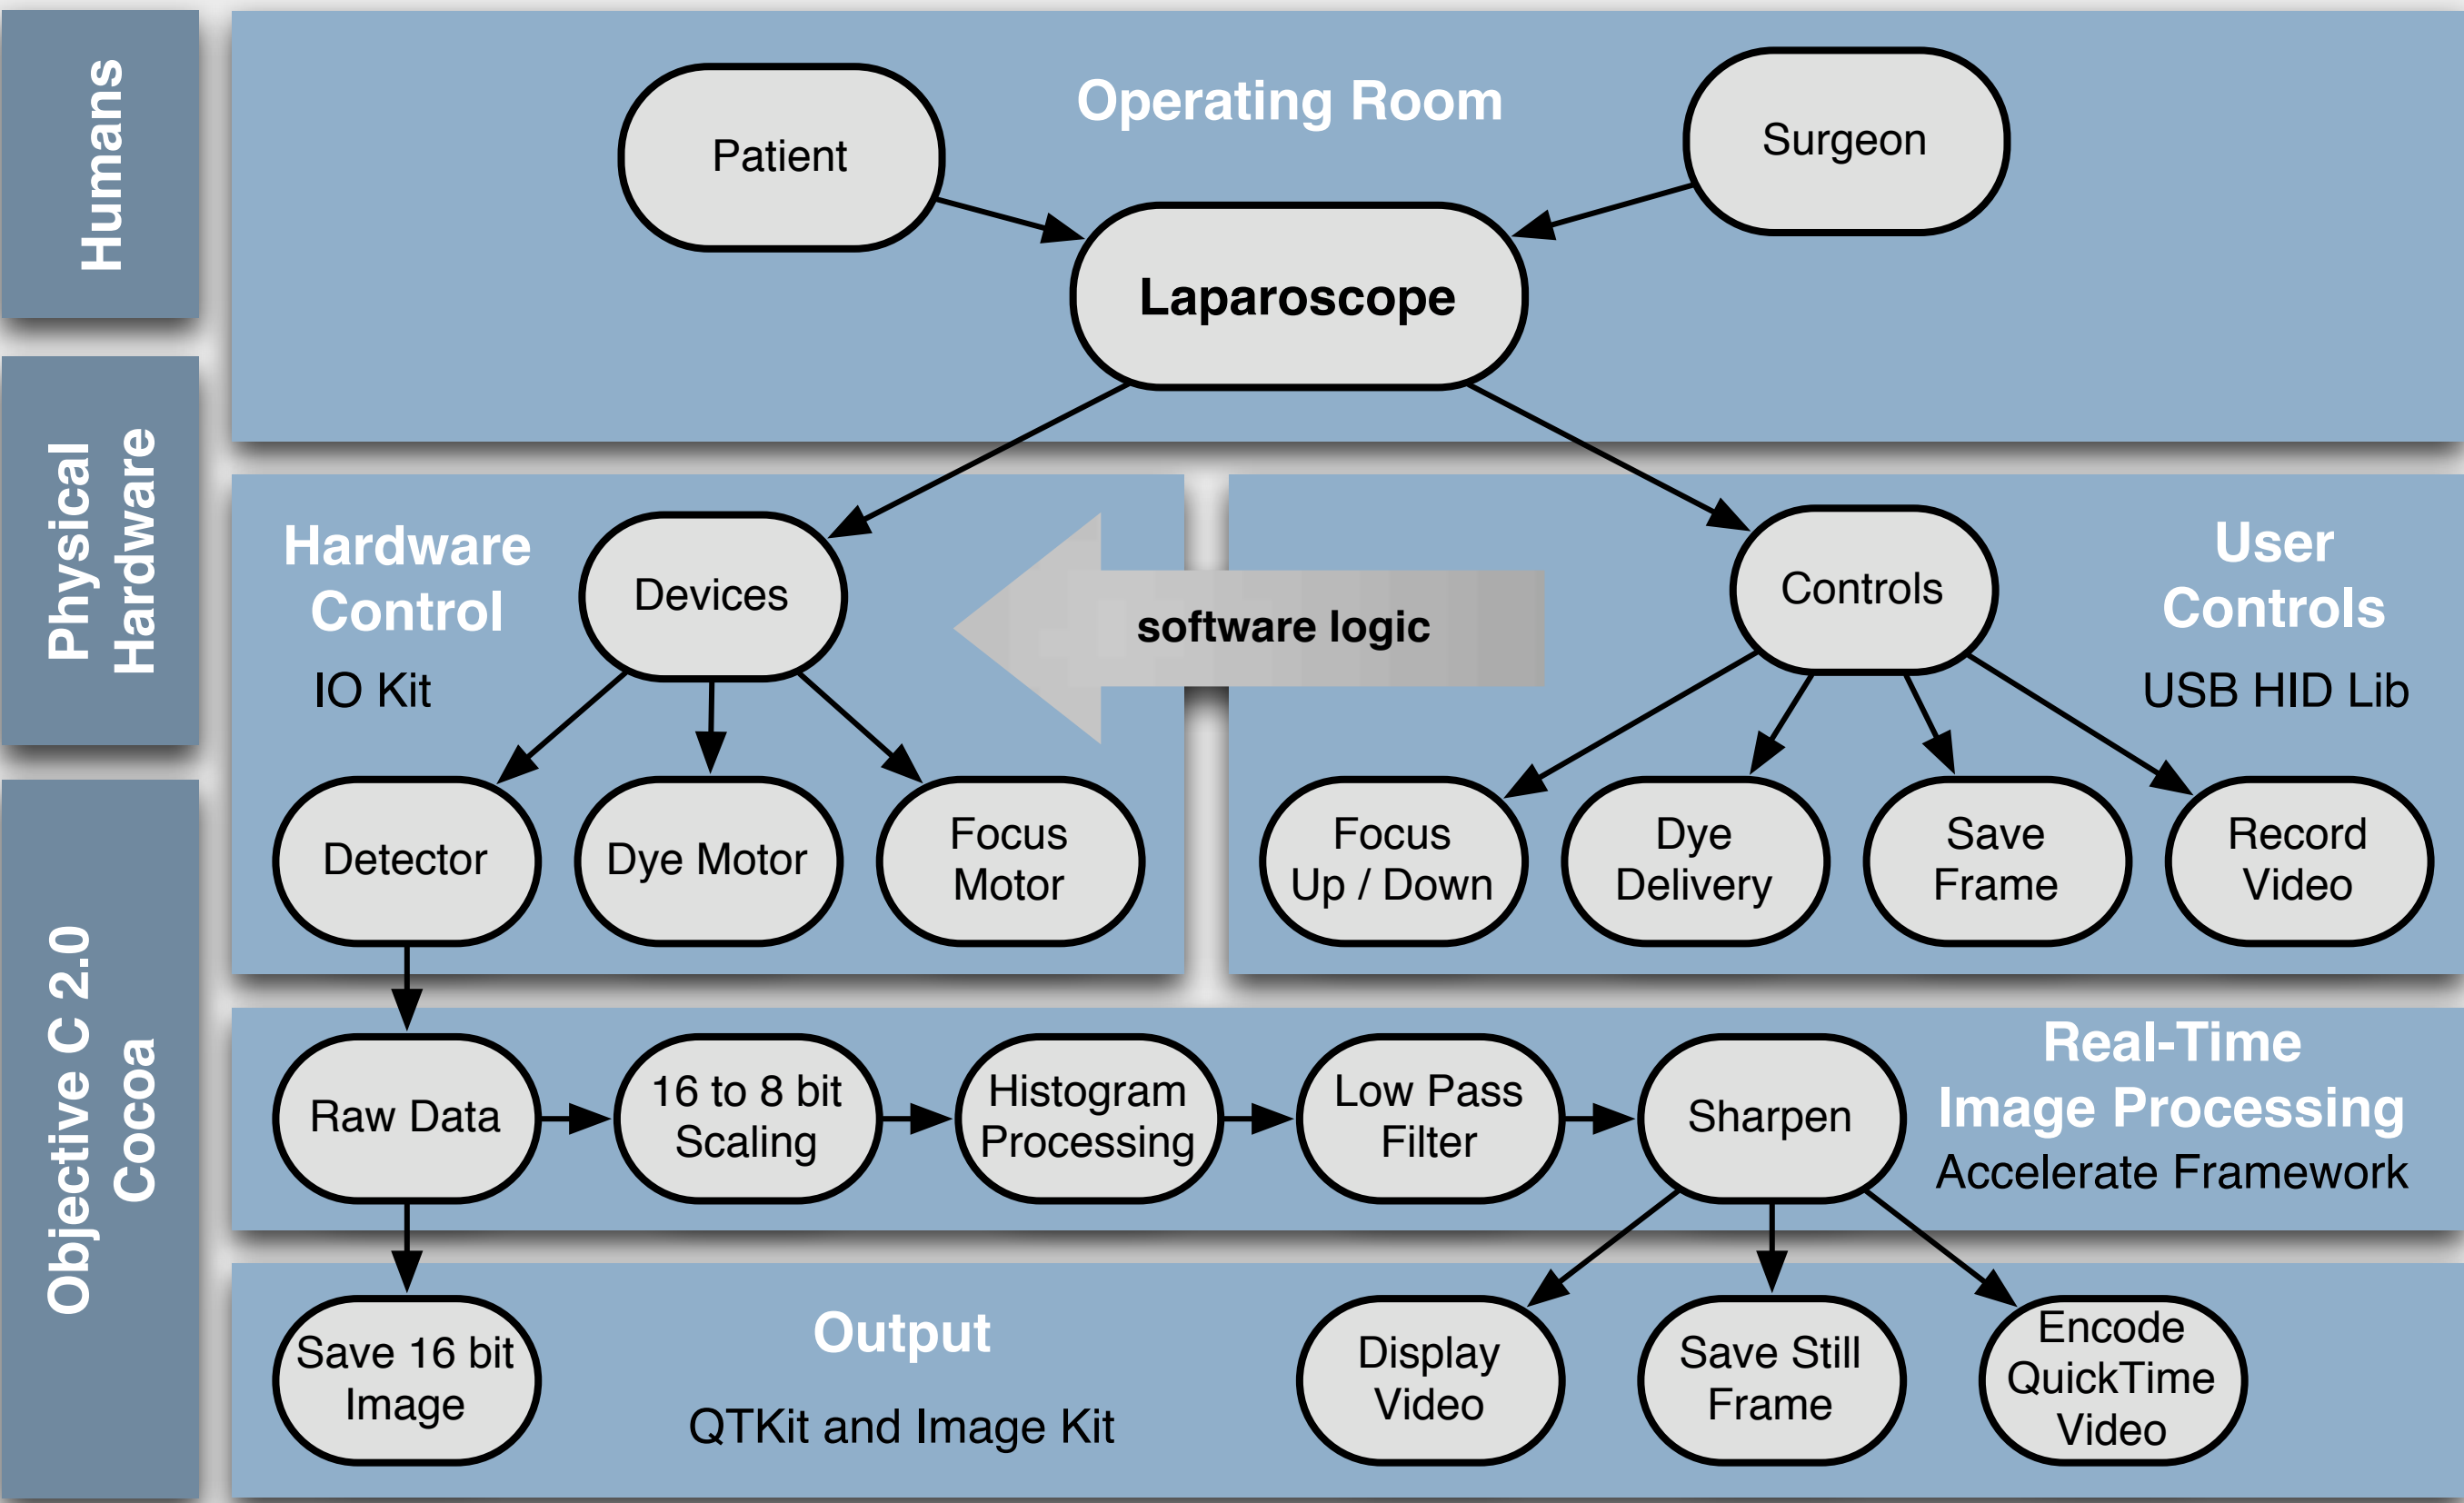 Humans
Operating Room
Patient
Surgeon
Laparoscope
Physical
Hardware
Hardware
Control
IO Kit
Devices
software logic
Controls
User
Controls
USB HID Lib
Detector
Dye Motor
Focus
Motor
Focus
Up / Down
Dye
Delivery
Save
Frame
Record
Video
Objective C 2.0
Cocoa
Raw Data
16 to 8 bit
Scaling
Histogram
Processing
Low Pass
Filter
Sharpen
Real-Time
Image Processing
Accelerate Framework
Save 16 bit
Image
Output
QTKit and Image Kit
Display
Video
Save Still
Frame
Encode
QuickTime
Video